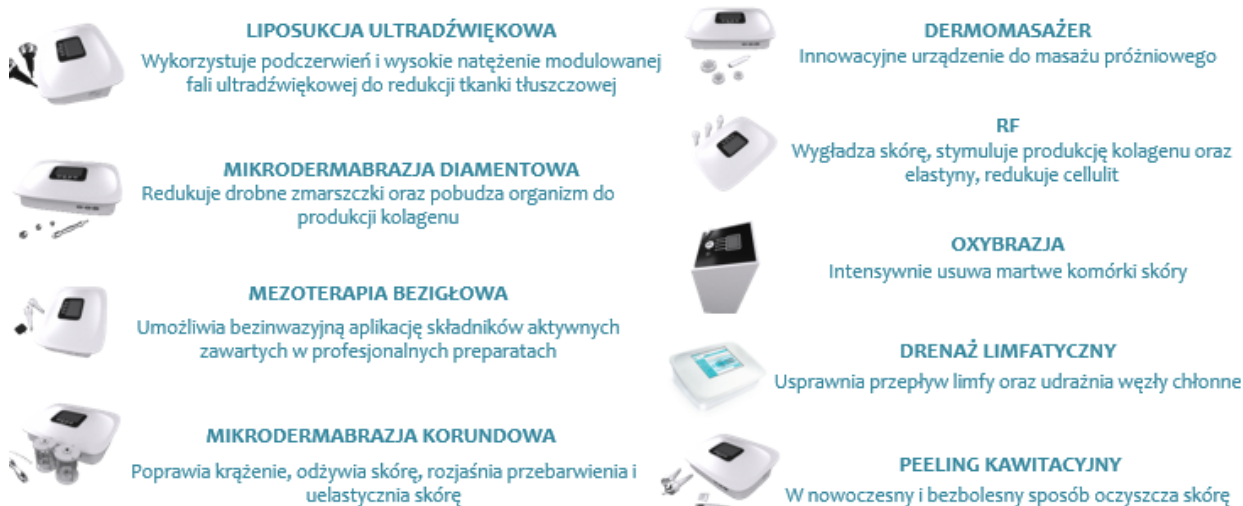 LIPOSUKCJA ULTRADŹWIĘKOWA
Wykorzystuje podczerwień i wysokie natężenie modulowanej
fali ultradźwiękowej do redukcji tkanki tłuszczowej
MIKRODERMABRAZJA DIAMENTOWA
Redukuje drobne zmarszczki oraz pobudza organizm do
produkcji kolagenu
MEZOTERAPIA BEZIGŁOWA
Umożliwia bezinwazyjną aplikację składników aktywnych
zawartych w profesjonalnych preparatach
MIKRODERMABRAZJA KORUNDOWA
Poprawia krążenie, odżywia skórę, rozjaśnia przebarwienia i
uelastycznia skórę
DERMOMASAŻER
Innowacyjne urządzenie do masażu próżniowego
RF
Wygładza skórę, stymuluje produkcję kolagenu oraz
elastyny, redukuje cellulit
OXYBRAZJA
Intensywnie usuwa martwe komórki skóry
DRENAŻ LIMFATYCZNY
Usprawnia przepływ limfy oraz udrażnia węzły chłonne
PEELING KAWITACYJNY
W nowoczesny i bezbolesny sposób oczyszcza skórę